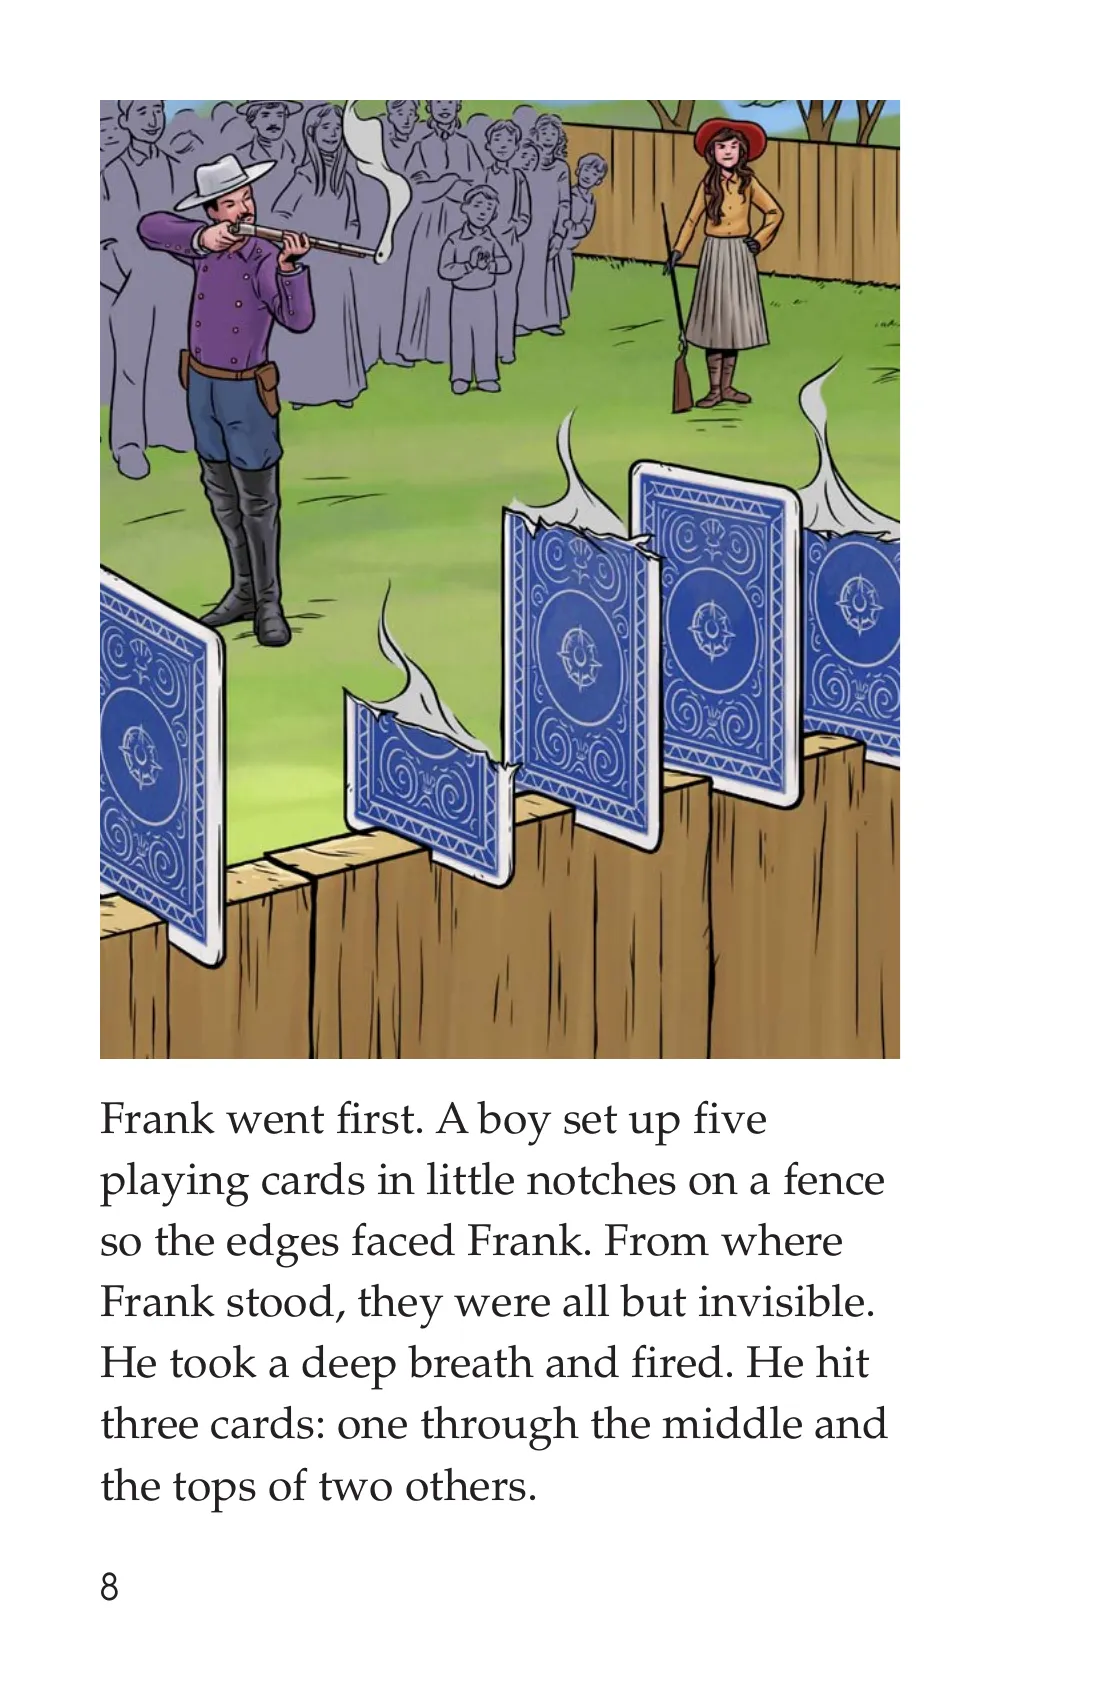 Frank went first. A boy set up five
playing cards in little notches on a fence
so the edges faced Frank. From where
Frank stood, they were all but invisible.
He took a deep breath and fired. He hit
three cards: one through the middle and
the tops of two others.
8